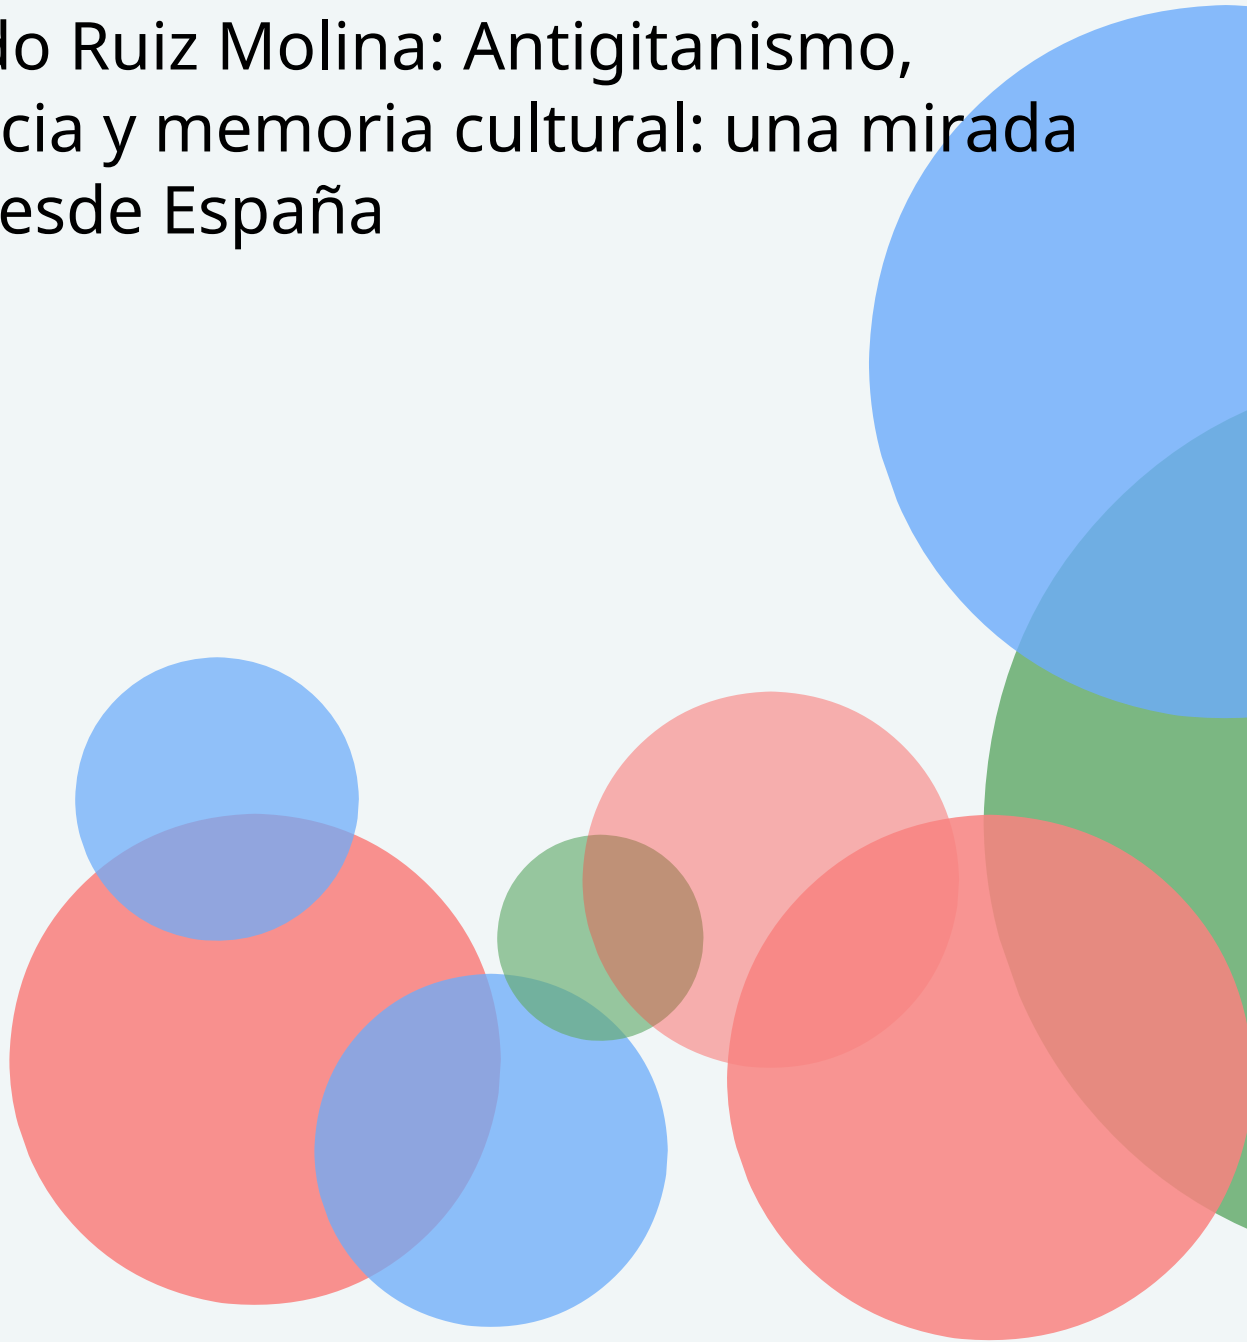 do Ruiz Molina: Antigitanismo,
cia y memoria cultural: una mirada
esde España